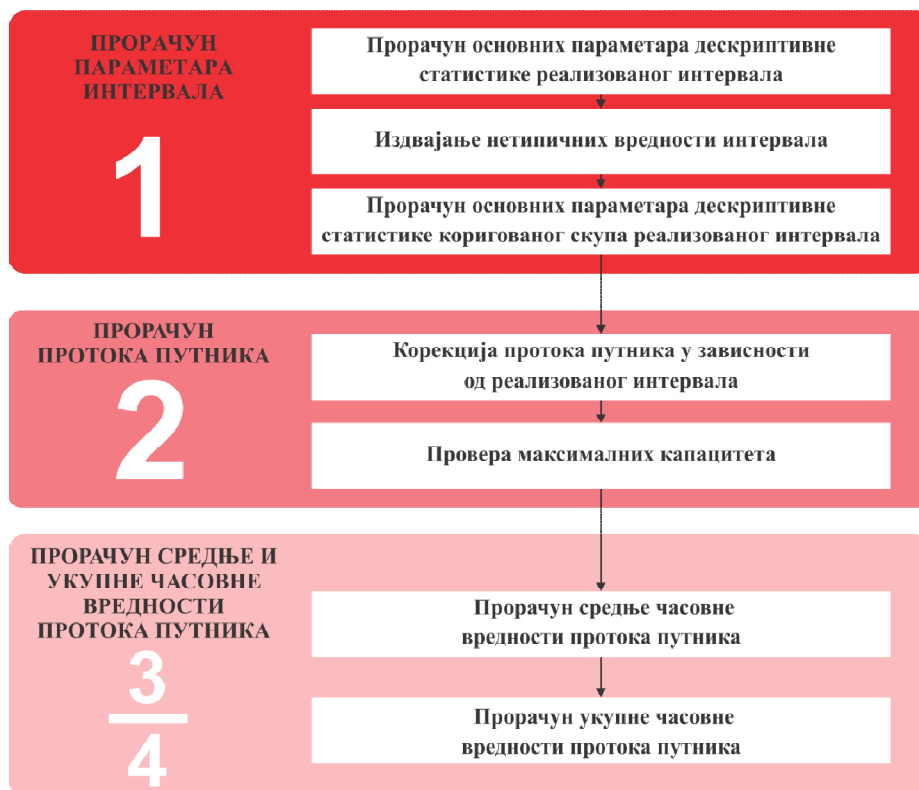 ПРОРАЧУН
ПАРАМЕТАРА
ИНТЕРВАЛА
1
Прорачун основних параметара дескриптивне
статистике реализованог интервала
Издвајање нетипичних вредности интервала
Прорачун основних параметара дескриптивне
статистике коригованог скупа реализованог интервала
ПРОРАЧУН
ПРОТОКА ПУТНИКА
2
Корекција протока путника у зависности
од реализованог интервала
Провера максималних капацитета
ПРОРАЧУН СРЕДЊЕ И
УКУПНЕ ЧАСОВНЕ
ВРЕДНОСТИ
ПРОТОКА ПУТНИКА
3
4
Прорачун средње часовне
вредности протока путника
Прорачун укупне часовне
вредности протока путника